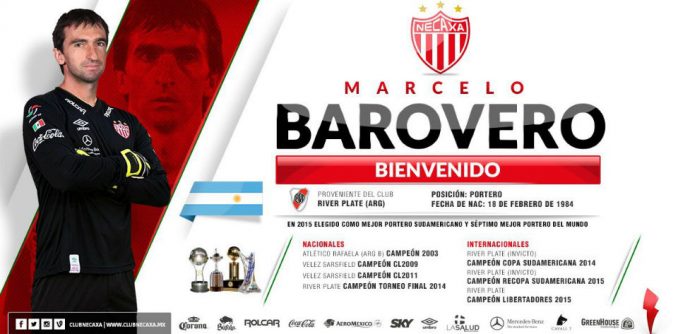 NECAXA
MARCELO
BAROVERO
BIENVENIDO
PROVENIENTE DEL CLUB
RIVER PLATE (ARG)
POSICIÓN: PORTERO
FECHA DE NAC: 18 DE FEBRERO DE 1984
EN 2015 ELEGIDO COMO MEJOR PORTERO SUDAMERICANO Y SÉPTIMO MEJOR PORTERO DEL MUNDO
NACIONALES
ATLÉTICO RAFAELA (ARG B) CAMPEÓN 2003
VELEZ SARSFIELD CAMPEÓN CL2009
VELEZ SARSFIELD CAMPEÓN CL2011
RIVER PLATE CAMPEÓN TORNEO FINAL 2014
INTERNACIONALES
RIVER PLATE (INVICTO)
CAMPEÓN COPA SUDAMERICANA 2014
RIVER PLATE (INVICTO)
CAMPEÓN RECOPA SUDAMERICANA 2015
RIVER PLATE
CAMPEÓN LIBERTADORES 2015
Coca-Cola
umbro
CLUBNECAXA | WWW.CLUBNECAXA.MX
Corona
ROLCAR
Coca-Cola
AEROMEXICO
SKY
umbro
LA SALUD
Mercedes-Benz
GREENHOUSE